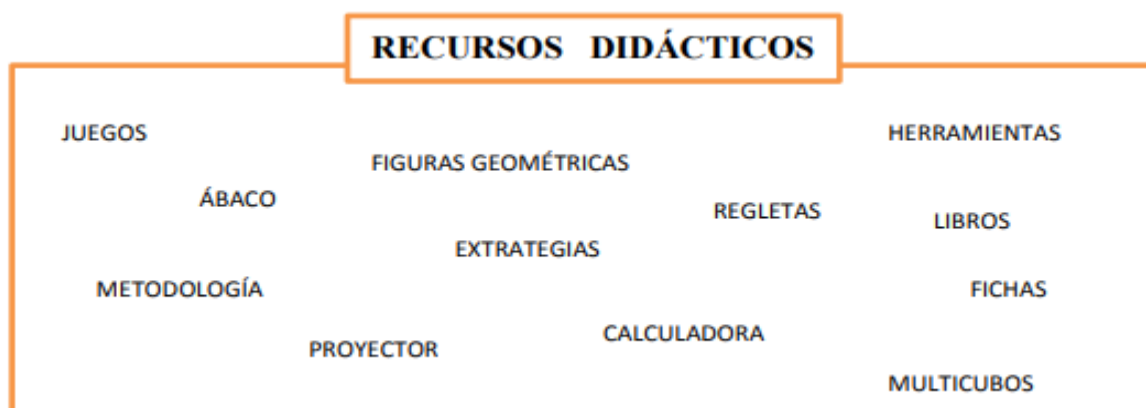 RECURSOS DIDÁCTICOS
JUEGOS
HERRAMIENTAS
FIGURAS GEOMÉTRICAS
ÁBACO
REGLETAS
LIBROS
EXTRATEGIAS
METODOLOGÍA
FICHAS
CALCULADORA
PROYECTOR
MULTICUBOS